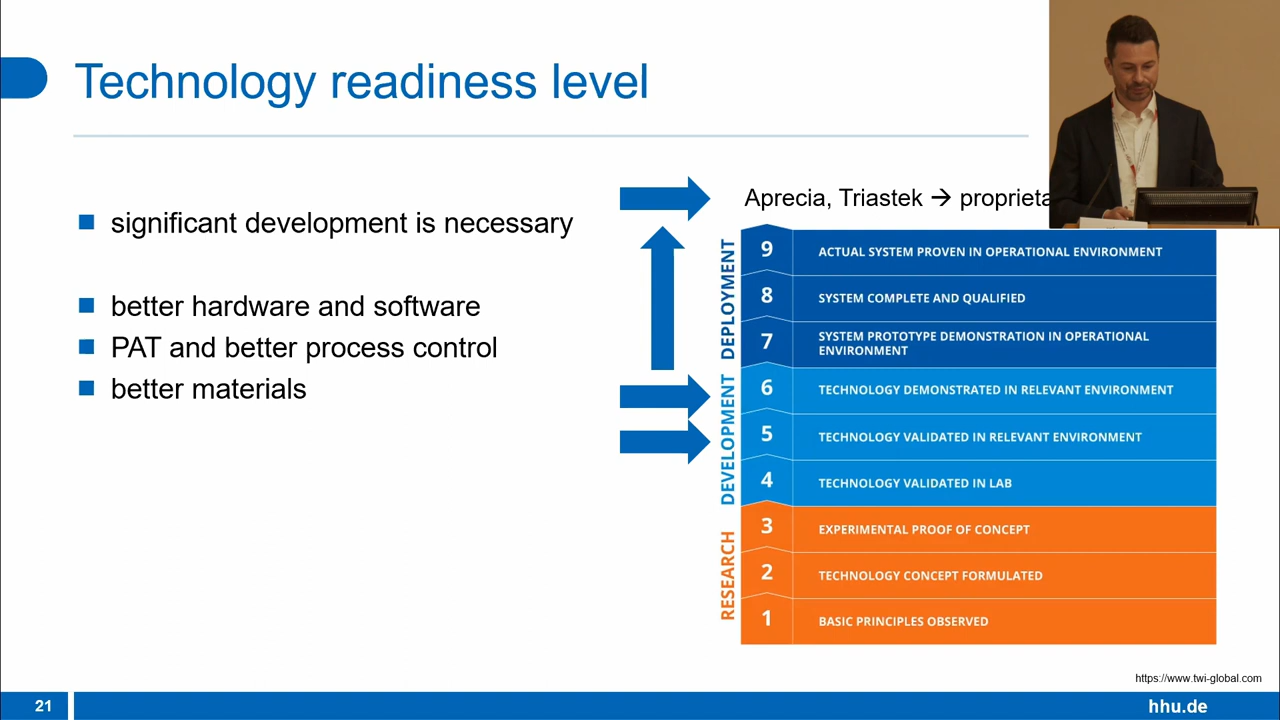 Technology readiness level
significant development is necessary
better hardware and software
PAT and better process control
better materials
Aprecia, Triastek → 
DEPLOYMENT
9 ACTUAL SYSTEM PROVEN IN OPERATIONAL ENVIRONMENT
8 SYSTEM COMPLETE AND QUALIFIED
7 SYSTEM PROTOTYPE DEMONSTRATION IN OPERATIONAL
ENVIRONMENT
DEVELOPMENT
6 TECHNOLOGY DEMONSTRATED IN RELEVANT ENVIRONMENT
5 TECHNOLOGY VALIDATED IN RELEVANT ENVIRONMENT
4 TECHNOLOGY VALIDATED IN LAB
RESEARCH
3 EXPERIMENTAL PROOF OF CONCEPT
2 TECHNOLOGY CONCEPT FORMULATED
1 BASIC PRINCIPLES OBSERVED
https://www.twi-global.com
21
hhu.de